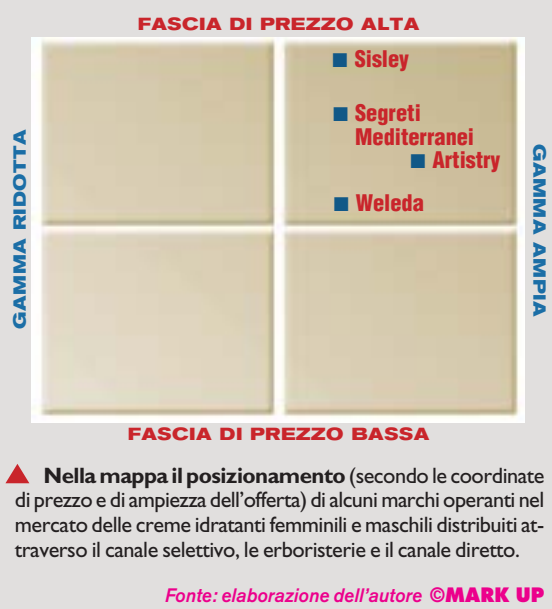 FASCIA DI PREZZO ALTA
Sisley
Segreti
Mediterranei
Artistry
Weleda
GAMMA RIDOTTA
GAMMA AMPIA
FASCIA DI PREZZO BASSA
Nella mappa il posizionamento (secondo le coordinate
di prezzo e di ampiezza dell'offerta) di alcuni marchi operanti nel
mercato delle creme idratanti femminili e maschili distribuiti at-
traverso il canale selettivo, le erboristerie e il canale diretto.
Fonte: elaborazione dell'autore ©MARK UP